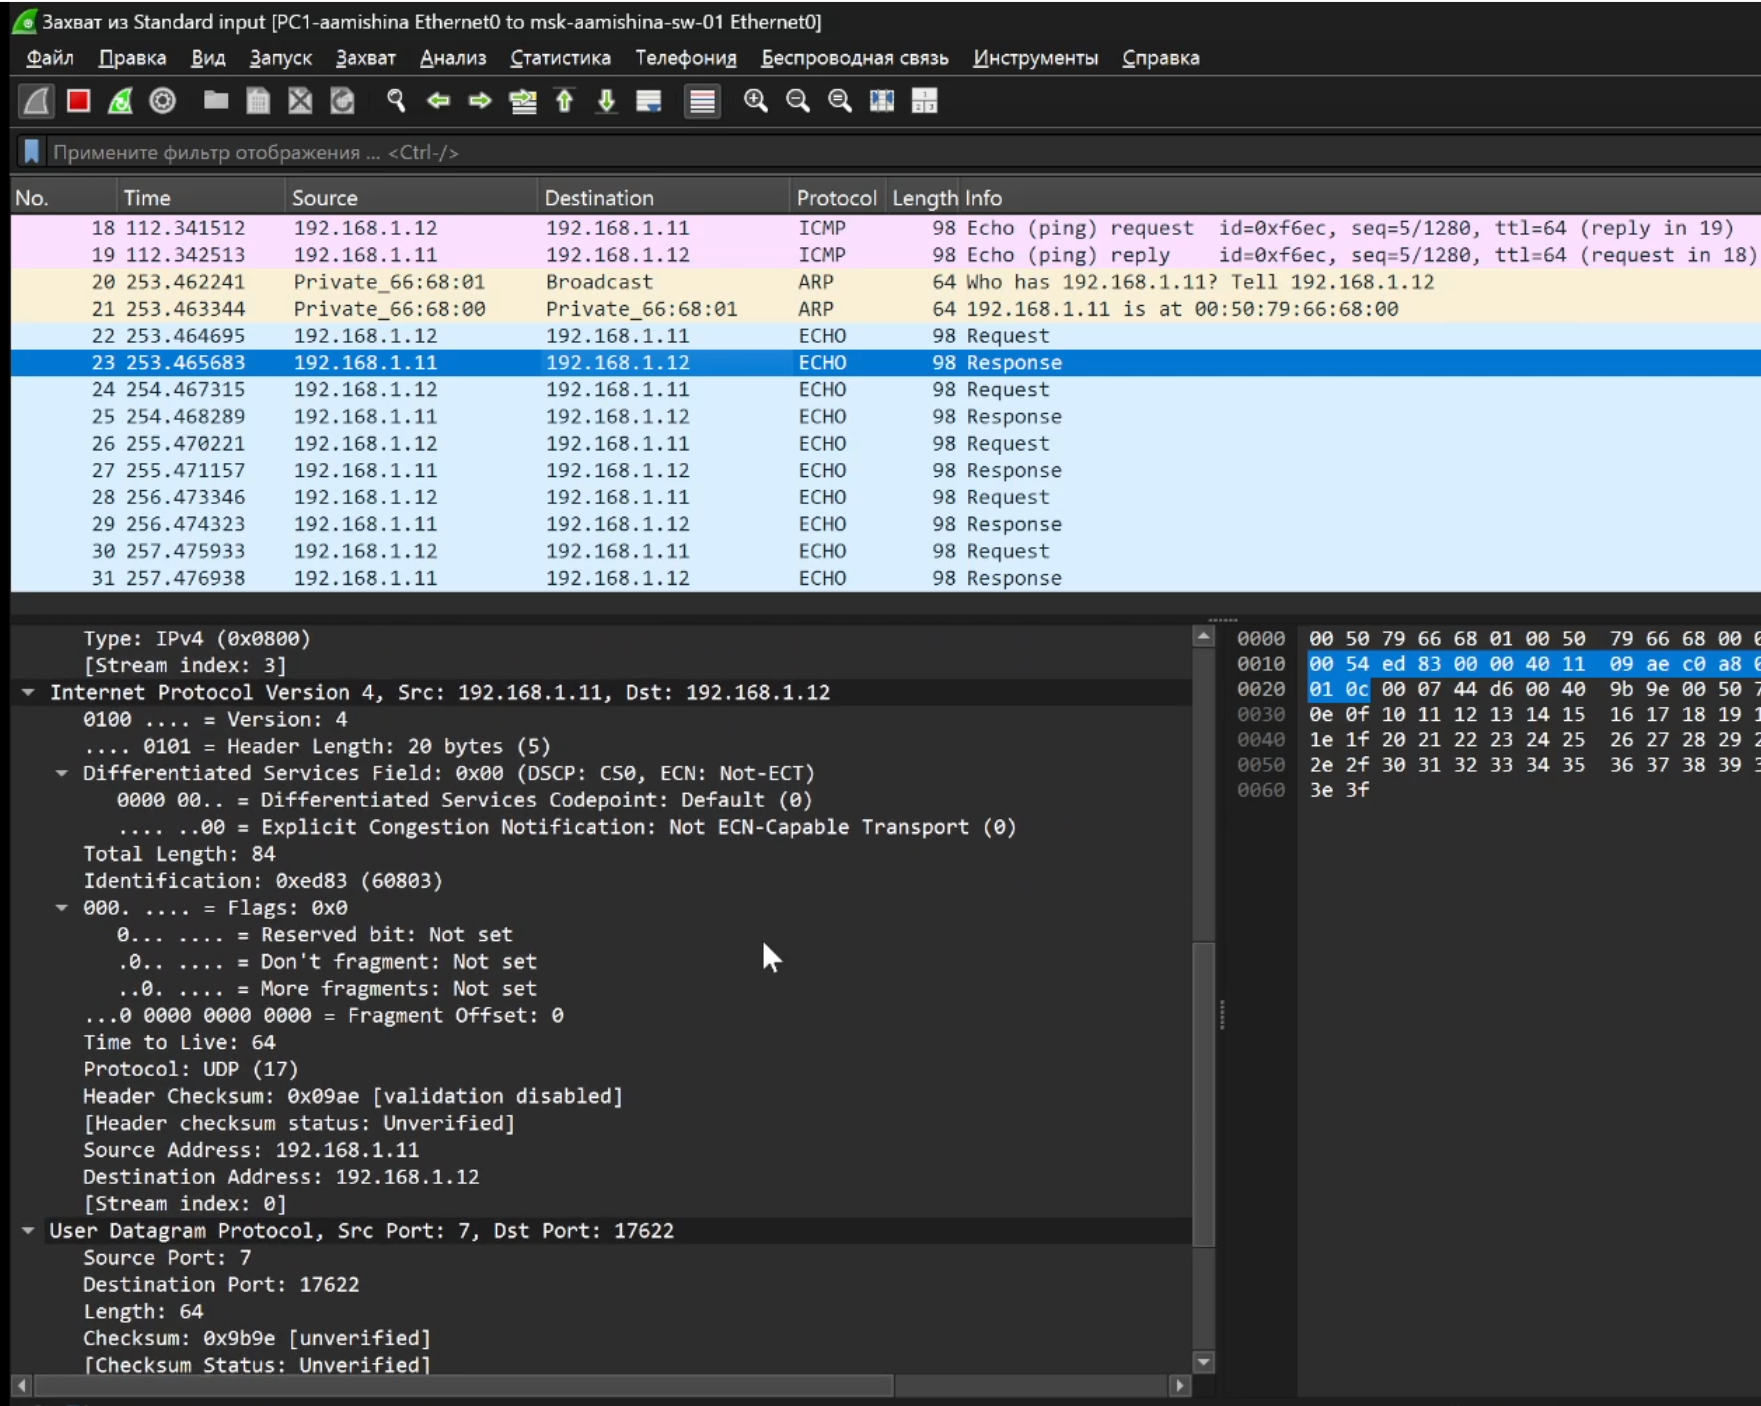 Захват из Standard input [PC1-aamishina Ethernet0 to msk-aamishina-sw-01 Ethernet0]
Файл Правка Вид Запуск Захват Анализ Статистика Телефония Беспроводная связь Инструменты Справка
Примените фильтр отображения ... <Ctrl-/>
No. Time Source Destination Protocol Length Info
18 112.341512 192.168.1.12 192.168.1.11 ICMP 98 Echo (ping) request id=0xf6ec, seq=5/1280, ttl=64 (reply in 19)
19 112.342513 192.168.1.11 192.168.1.12 ICMP 98 Echo (ping) reply id=0xf6ec, seq=5/1280, ttl=64 (request in 18)
20 253.462241 Private_66:68:01 Broadcast ARP 64 Who has 192.168.1.11? Tell 192.168.1.12
21 253.463344 Private_66:68:00 Private_66:68:01 ARP 64 192.168.1.11 is at 00:50:79:66:68:00
22 253.464695 192.168.1.12 192.168.1.11 ECHO 98 Request
23 253.465683 192.168.1.11 192.168.1.12 ECHO 98 Response
24 254.467315 192.168.1.12 192.168.1.11 ECHO 98 Request
25 254.468289 192.168.1.11 192.168.1.12 ECHO 98 Response
26 255.470221 192.168.1.12 192.168.1.11 ECHO 98 Request
27 255.471157 192.168.1.11 192.168.1.12 ECHO 98 Response
28 256.473346 192.168.1.12 192.168.1.11 ECHO 98 Request
29 256.474323 192.168.1.11 192.168.1.12 ECHO 98 Response
30 257.475933 192.168.1.12 192.168.1.11 ECHO 98 Request
31 257.476938 192.168.1.11 192.168.1.12 ECHO 98 Response
Type: IPv4 (0x0800)
[Stream index: 3]
Internet Protocol Version 4, Src: 192.168.1.11, Dst: 192.168.1.12
0100 .... = Version: 4
.... 0101 = Header Length: 20 bytes (5)
Differentiated Services Field: 0x00 (DSCP: CS0, ECN: Not-ECT)
0000 00.. = Differentiated Services Codepoint: Default (0)
.... ..00 = Explicit Congestion Notification: Not ECN-Capable Transport (0)
Total Length: 84
Identification: 0xed83 (60803)
000. .... = Flags: 0x0
0... .... = Reserved bit: Not set
.0.. .... = Don't fragment: Not set
..0. .... = More fragments: Not set
...0 0000 0000 0000 = Fragment Offset: 0
Time to Live: 64
Protocol: UDP (17)
Header Checksum: 0x09ae [validation disabled]
[Header checksum status: Unverified]
Source Address: 192.168.1.11
Destination Address: 192.168.1.12
[Stream index: 0]
User Datagram Protocol, Src Port: 7, Dst Port: 17622
Source Port: 7
Destination Port: 17622
Length: 64
Checksum: 0x9b9e [unverified]
[Checksum Status: Unverified]
0000 00 50 79 66 68 01 00 50 79 66 68 00
0010 00 54 ed 83 00 00 40 11 09 ae c0 a8
0020 01 0c 00 07 44 d6 00 40 9b 9e 00 50
0030 0e 0f 10 11 12 13 14 15 16 17 18 19
0040 1e 1f 20 21 22 23 24 25 26 27 28 29
0050 2e 2f 30 31 32 33 34 35 36 37 38 39
0060 3e 3f